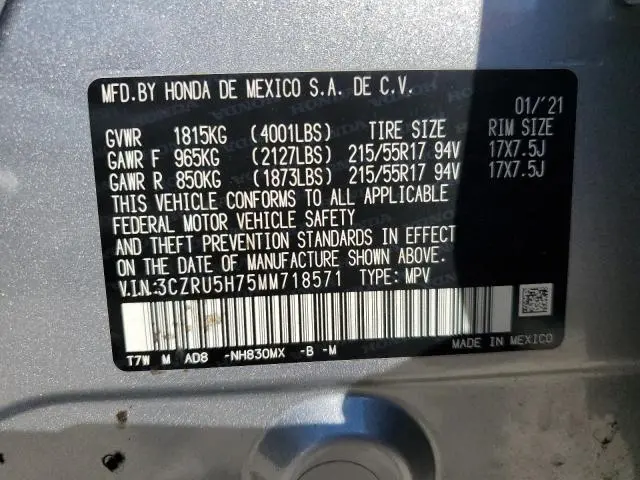 MFD.BY HONDA DE MEXICO S.A. DE C.V.
01/'21
GVWR 1815KG (4001LBS) TIRE SIZE RIM SIZE
GAWR F 965KG (2127LBS) 215/55R17 94V 17X7.5J
GAWR R 850KG (1873LBS) 215/55R17 94V 17X7.5J
THIS VEHICLE CONFORMS TO ALL APPLICABLE
FEDERAL MOTOR VEHICLE SAFETY
AND THEFT PREVENTION STANDARDS IN EFFECT
ON THE DATE OF MANUFACTURE SHOWN ABOVE.
V.I.N.:3CZRU5H75MM718571 TYPE: MPV
T7W M AD8 -NH830MX -B -M
MADE IN MEXICO